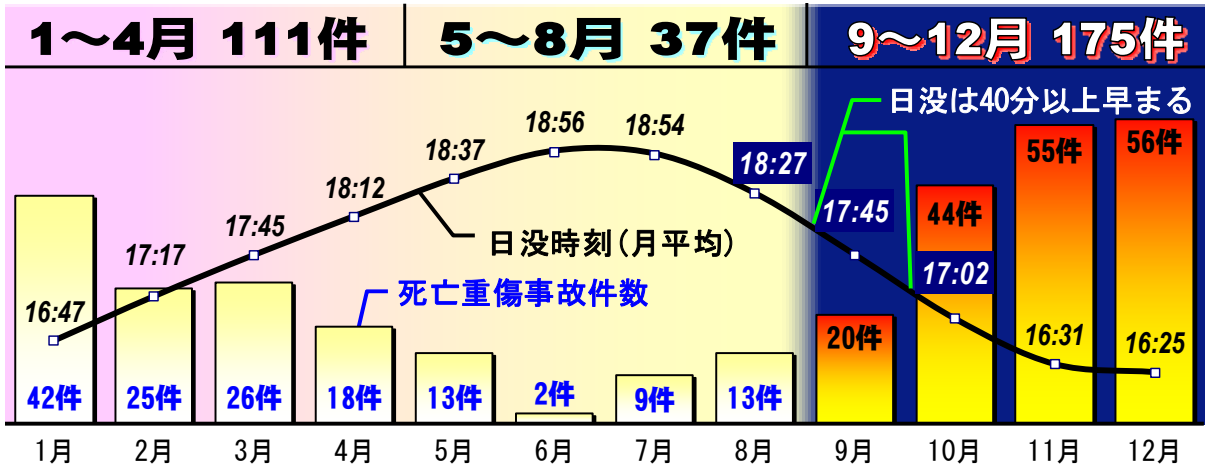 1～4月 111件
5～8月 37件
9～12月 175件
日没は40分以上早まる
16:47
17:17
17:45
18:12
18:37
18:56
18:54
18:27
17:45
17:02
16:31
16:25
日没時刻(月平均)
死亡重傷事故件数
42件
25件
26件
18件
13件
2件
9件
13件
20件
44件
55件
56件
1月
2月
3月
4月
5月
6月
7月
8月
9月
10月
11月
12月